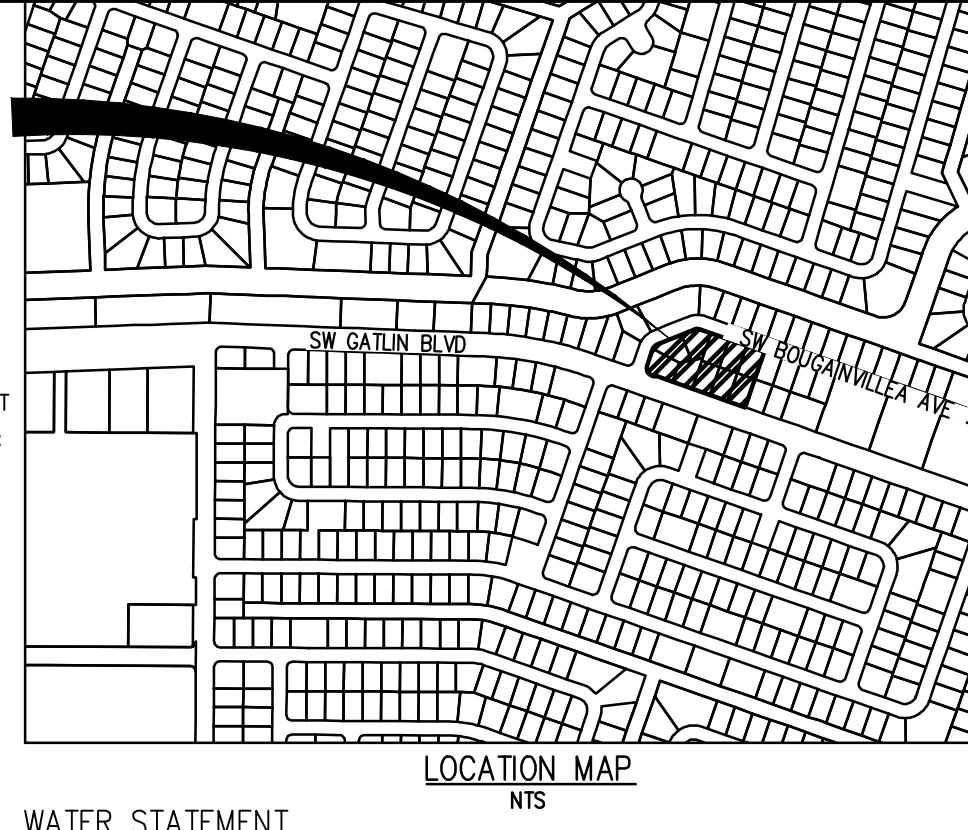 SW GATLIN BLVD
SW BOUGAINVILLEA AVE
LOCATION MAP
NTS
WATER STATEMENT